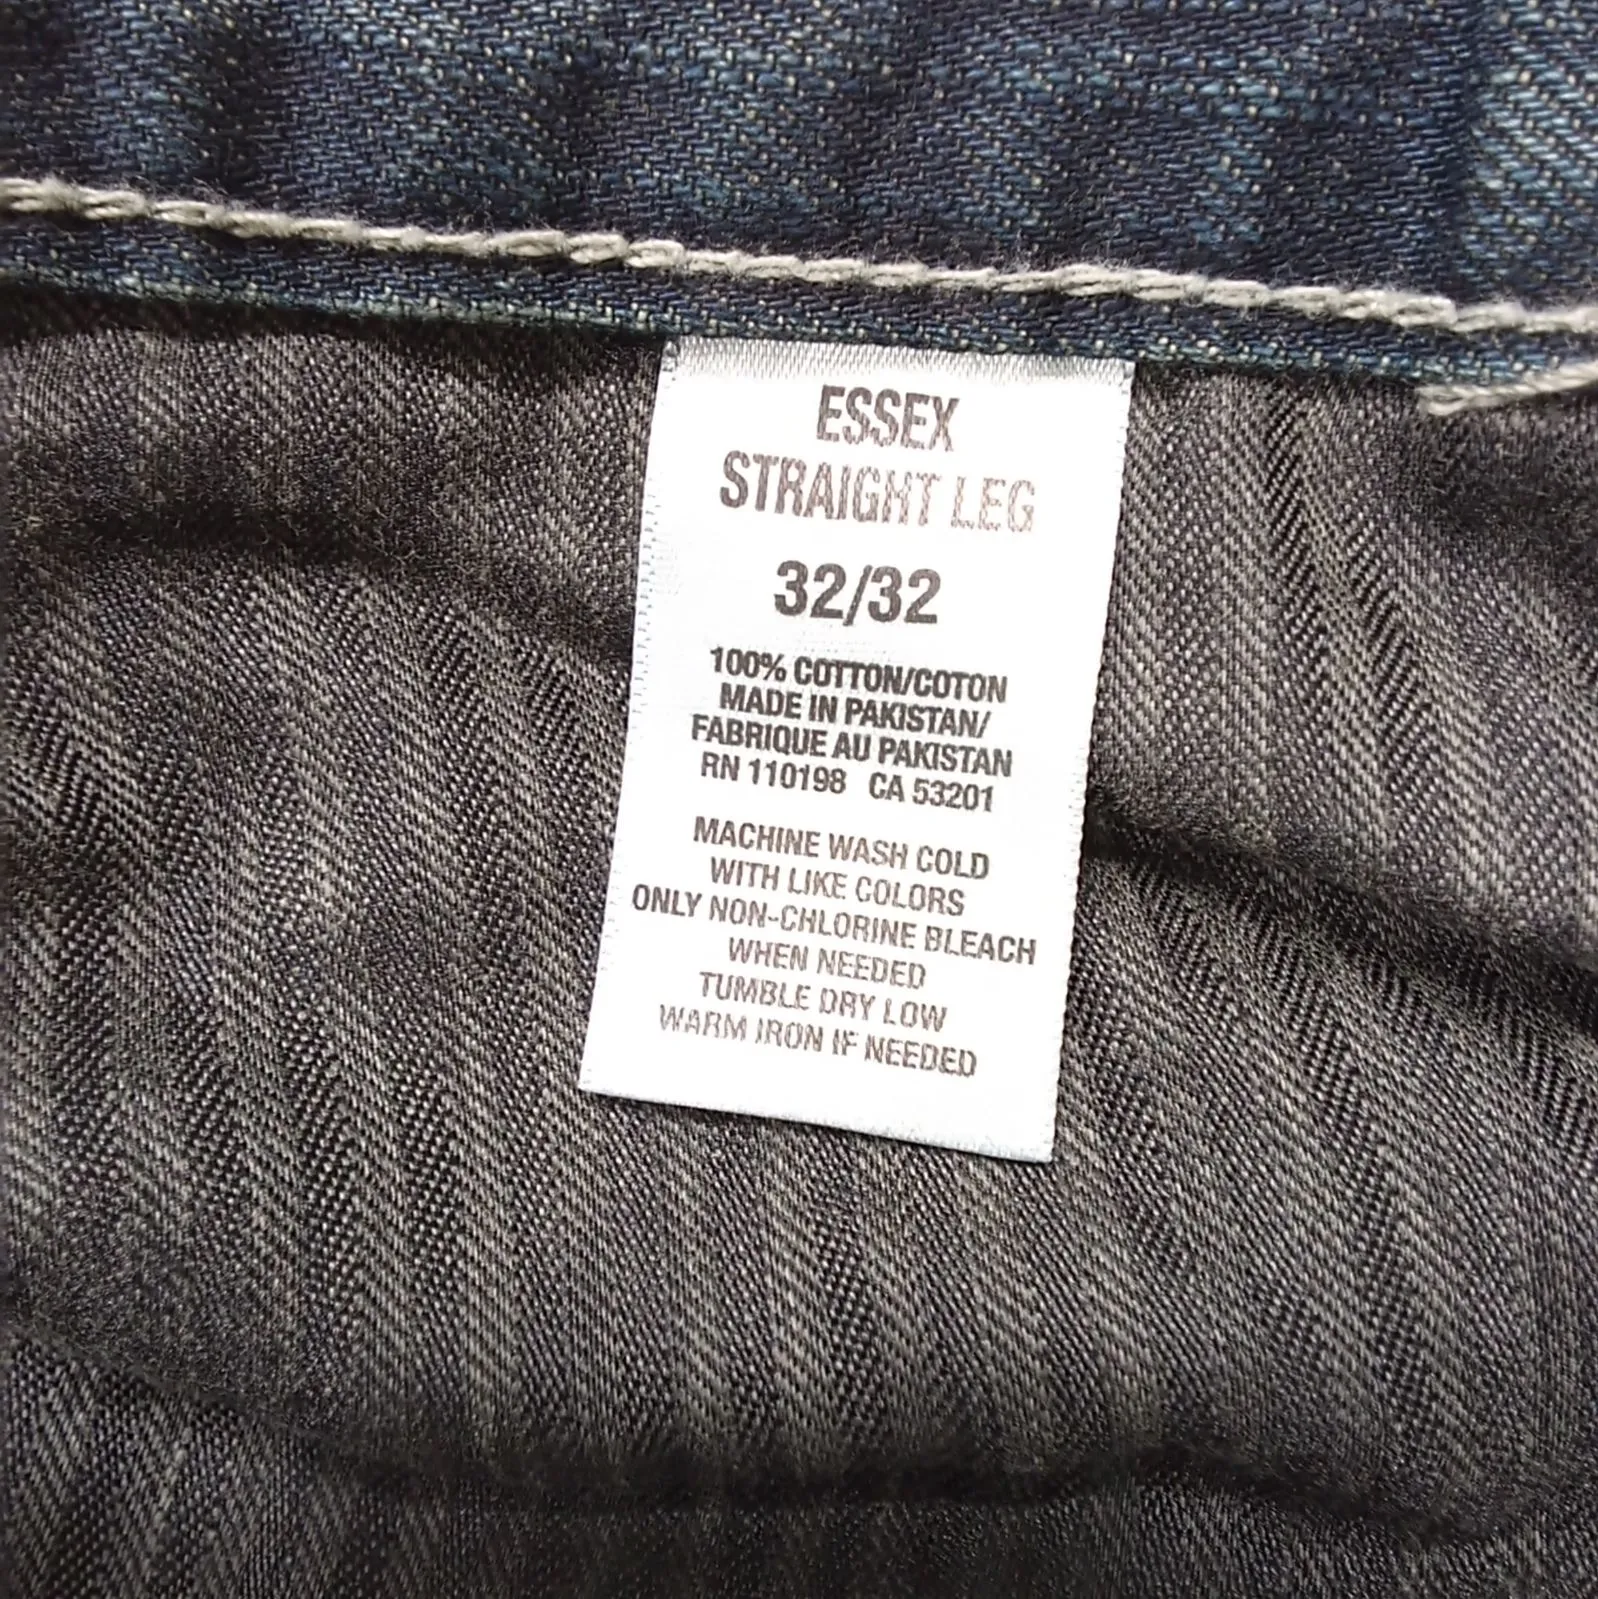 ESSEX
STRAIGHT LEG
32/32
100% COTTON/COTON
MADE IN PAKISTAN/
FABRIQUE AU PAKISTAN
RN 110198 CA 53201
MACHINE WASH COLD
WITH LIKE COLORS
ONLY NON-CHLORINE BLEACH
WHEN NEEDED
TUMBLE DRY LOW
WARM IRON IF NEEDED